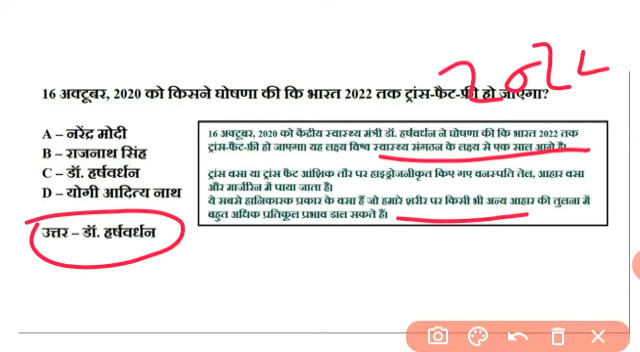 2022
16 अक्टूबर, 2020 को किसने घोषणा की कि भारत 2022 तक ट्रांस-फैट-फ्री हो जाएगा?
A – नरेंद्र मोदी
B – राजनाथ सिंह
C – डॉ. हर्षवर्धन
D – योगी आदित्य नाथ
उत्तर – डॉ. हर्षवर्धन
16 अक्टूबर, 2020 को केंद्रीय स्वास्थ्य मंत्री डॉ. हर्षवर्धन ने घोषणा की कि भारत 2022 तक
ट्रांस-फैट-फ्री हो जाएगा। यह लक्ष्य विश्व स्वास्थ्य संगठन के लक्ष्य से एक साल आगे है।
ट्रांस वसा या ट्रांस फैट आंशिक तौर पर हाइड्रोजनीकृत किए गए वनस्पति तेल, आहार वसा
और मार्जरिन में पाया जाता है।
ये सबसे हानिकारक प्रकार के वसा हैं जो हमारे शरीर पर किसी भी अन्य आहार की तुलना में
बहुत अधिक प्रतिकूल प्रभाव डाल सकते हैं।